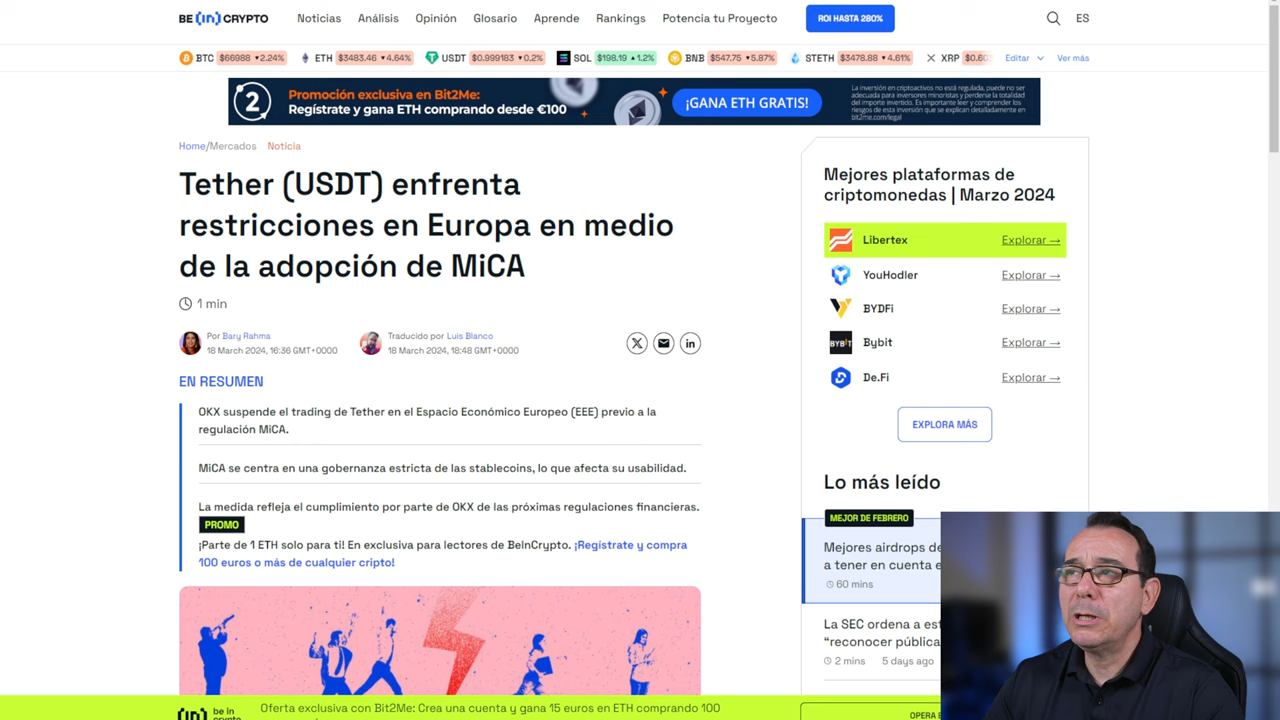 BE [IN] CRYPTO
Noticias Análisis Opinión Glosario Aprende Rankings Potencia tu Proyecto
ROI HASTA 280%
ES
BTC $66988 ▾2.24% ETH $3483.46 ▾4.64% USDT $0.999183 ▾0.2% SOL $198.19 ▴1.2% BNB $547.75 ▾5.87% STETH $3478.88 ▾4.61% XRP $0.60
Editar Ver más
2
Promoción exclusiva en Bit2Me:
Regístrate y gana ETH comprando desde €100
¡GANA ETH GRATIS!
La inversión en criptoactivos no está regulada, puede no ser
adecuada para inversores minoristas y perderse la totalidad
del importe invertido. Es importante leer y comprender los
riesgos de esta inversión que se explican detalladamente en
bit2me.com/legal
Home/Mercados Noticia
Tether (USDT) enfrenta
restricciones en Europa en medio
de la adopción de MiCA
1 min
Por Bary Rahma
18 March 2024, 16:36 GMT+0000
Traducido por Luis Blanco
18 March 2024, 18:48 GMT+0000
EN RESUMEN
OKX suspende el trading de Tether en el Espacio Económico Europeo (EEE) previo a la
regulación MiCA.
MiCA se centra en una gobernanza estricta de las stablecoins, lo que afecta su usabilidad.
La medida refleja el cumplimiento por parte de OKX de las próximas regulaciones financieras.
PROMO
¡Parte de 1 ETH solo para ti! En exclusiva para lectores de BeInCrypto. ¡Regístrate y compra
100 euros o más de cualquier cripto!
Mejores plataformas de
criptomonedas | Marzo 2024
Libertex Explorar →
YouHodler Explorar →
BYDFi Explorar →
BYBIT
Bybit Explorar →
De.Fi Explorar →
EXPLORA MÁS
Lo más leído
MEJOR DE FEBRERO
Mejores airdrops de
a tener en cuenta e
60 mins
La SEC ordena a est
“reconocer pública
2 mins 5 days ago
be in
crypto
Oferta exclusiva con Bit2Me: Crea una cuenta y gana 15 euros en ETH comprando 100
OPERA